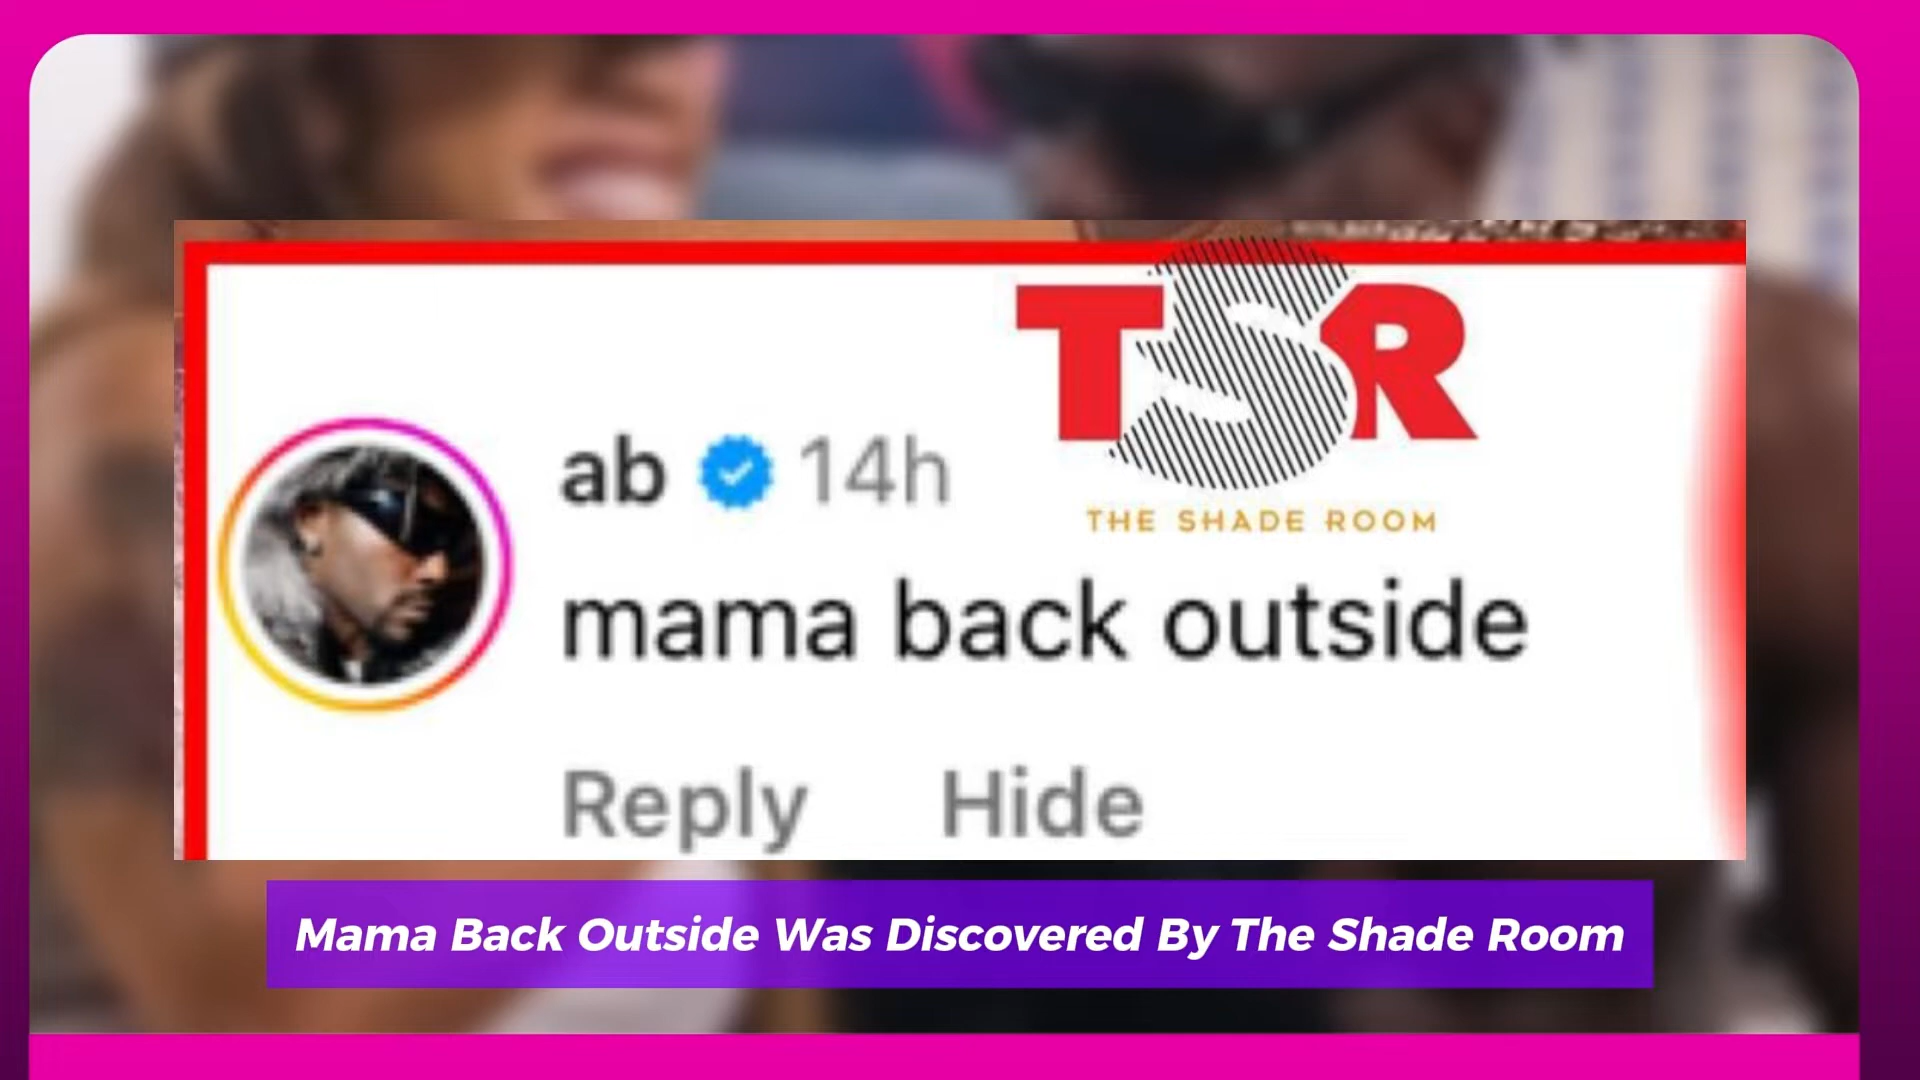 TSR
THE SHADE ROOM
ab 14h
mama back outside
Reply Hide
Mama Back Outside Was Discovered By The Shade Room